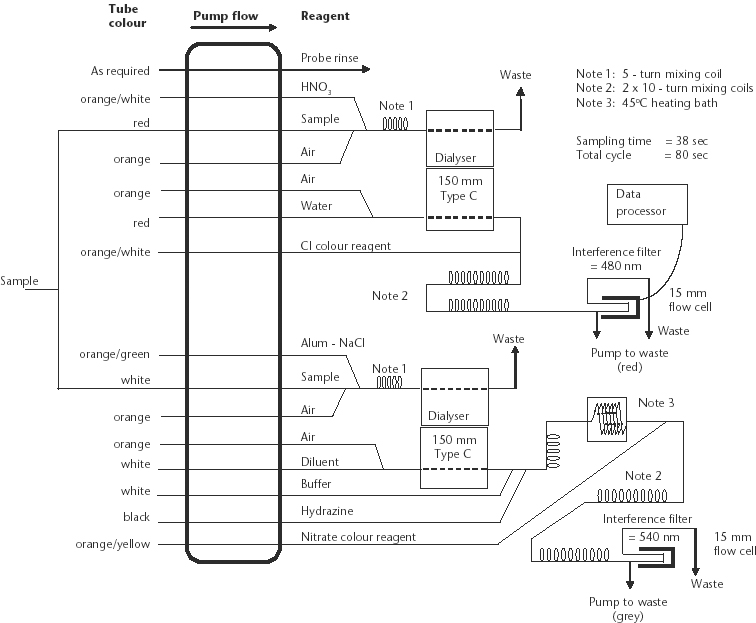 Tube
colour
Pump flow
Reagent
As required
Probe rinse
orange/white
HNO3
red
Sample
Note 1
Waste
orange
Air
Dialyser
150 mm
Type C
orange
Air
red
Water
orange/white
Cl colour reagent
Note 2
Sample
Note 1: 5 - turn mixing coil
Note 2: 2 x 10 - turn mixing coils
Note 3: 45ºC heating bath
Sampling time = 38 sec
Total cycle = 80 sec
Data
processor
Interference filter
= 480 nm
15 mm
flow cell
Waste
Pump to waste
(red)
orange/green
Alum - NaCl
white
Sample
Note 1
Waste
orange
Air
Dialyser
150 mm
Type C
orange
Air
white
Diluent
white
Buffer
black
Hydrazine
orange/yellow
Nitrate colour reagent
Note 3
Note 2
Interference filter
= 540 nm
15 mm
flow cell
Waste
Pump to waste
(grey)